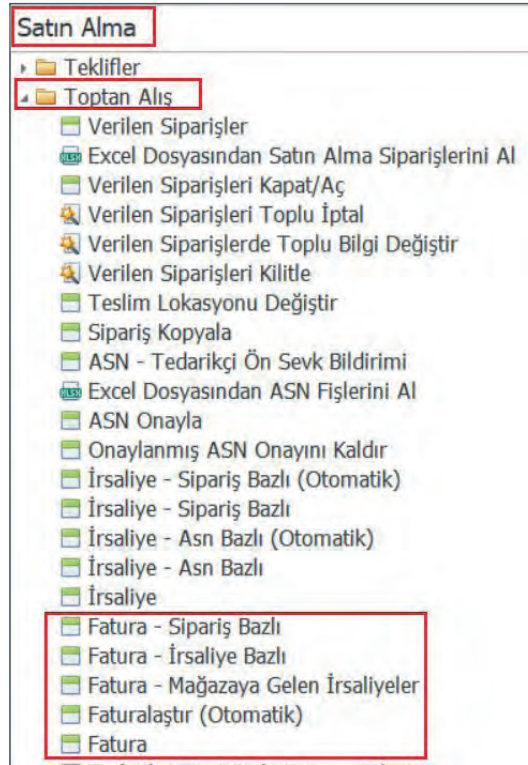 Satın Alma
Teklifler
Toptan Alış
Verilen Siparişler
Excel Dosyasından Satın Alma Siparişlerini Al
Verilen Siparişleri Kapat/Aç
Verilen Siparişleri Toplu İptal
Verilen Siparişlerde Toplu Bilgi Değiştir
Verilen Siparişleri Kilitle
Teslim Lokasyonu Değiştir
Sipariş Kopyala
ASN - Tedarikçi Ön Sevk Bildirimi
Excel Dosyasından ASN Fişlerini Al
ASN Onayla
Onaylanmış ASN Onayını Kaldır
İrsaliye - Sipariş Bazlı (Otomatik)
İrsaliye - Sipariş Bazlı
İrsaliye - Asn Bazlı (Otomatik)
İrsaliye - Asn Bazlı
İrsaliye
Fatura - Sipariş Bazlı
Fatura - İrsaliye Bazlı
Fatura - Mağazaya Gelen İrsaliyeler
Faturalaştır (Otomatik)
Fatura